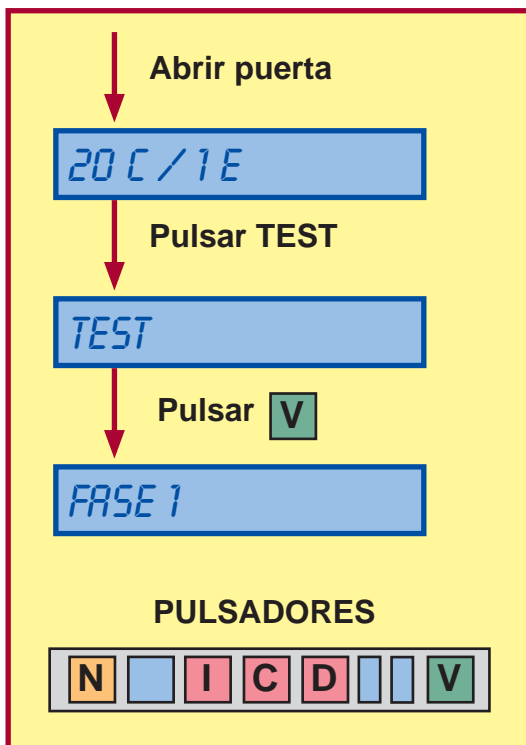 Abrir puerta
20 C / 1 E
Pulsar TEST
TEST
Pulsar V
FASE 1
PULSADORES
N I C D V